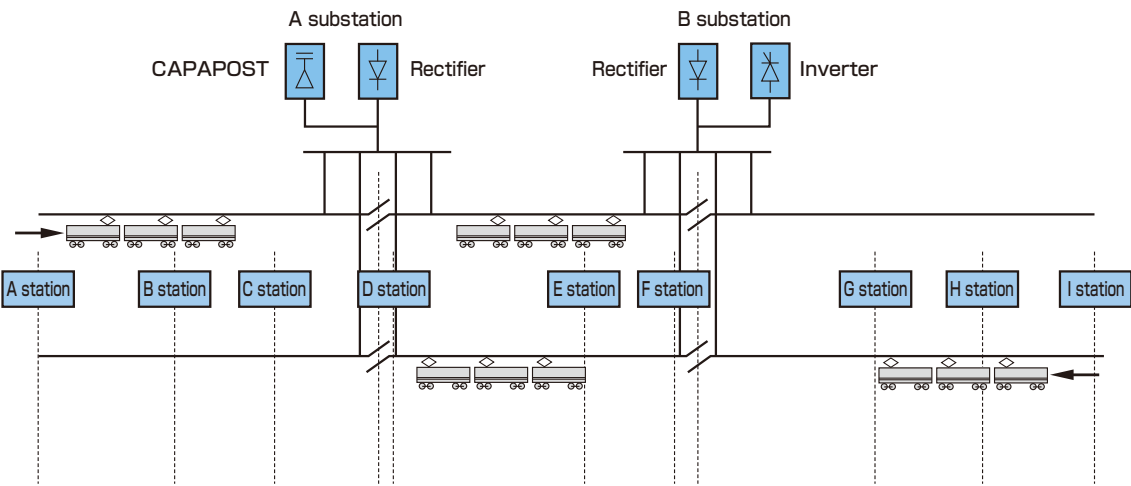 A substation
B substation
CAPAPOST
Rectifier
Rectifier
Inverter
A station
B station
C station
D station
E station
F station
G station
H station
I station